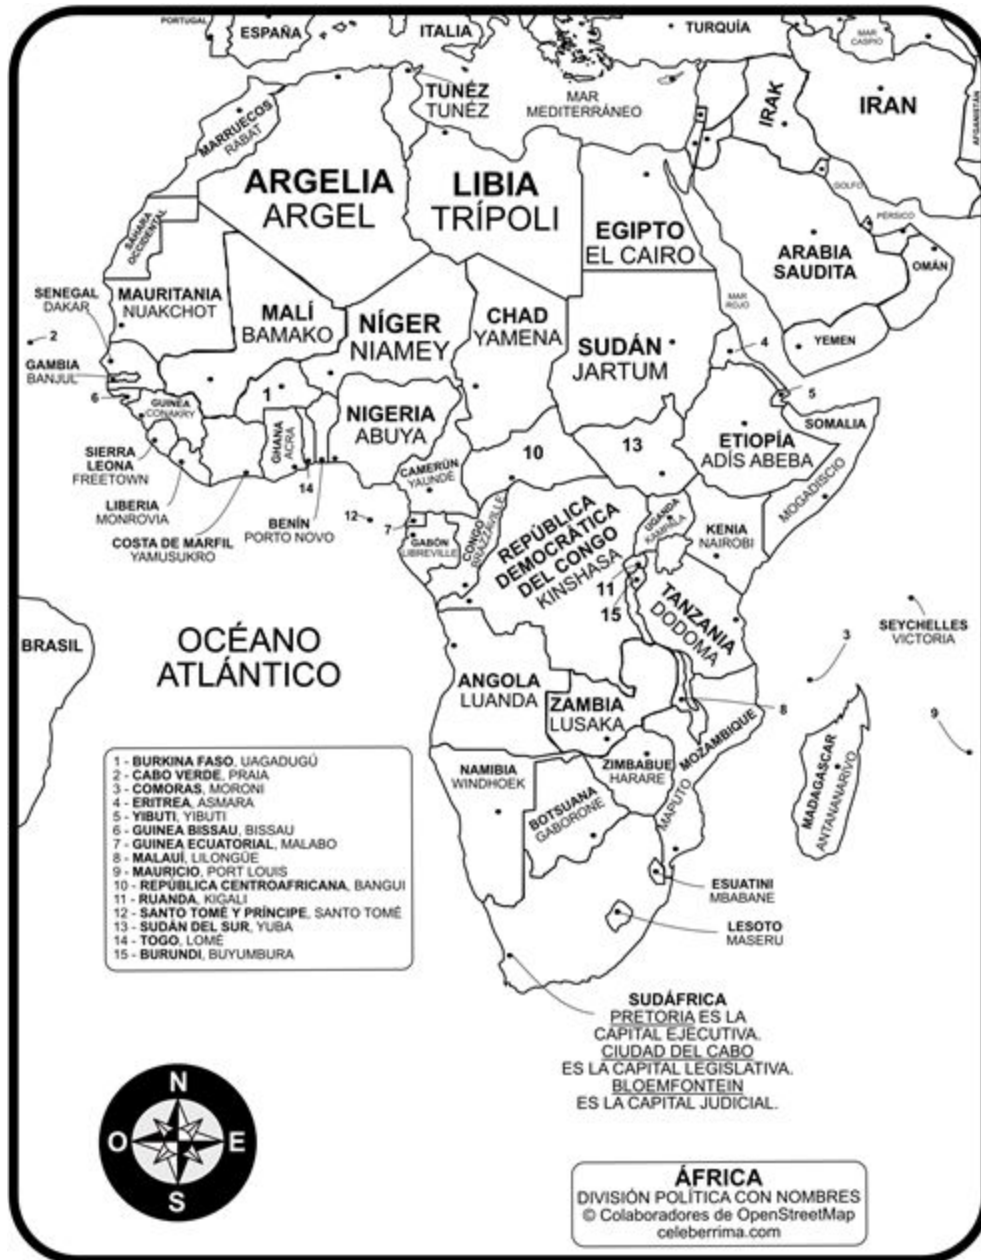 PORTUGAL
ESPAÑA
ITALIA
TURQUÍA
MAR
CASPIO
TUNÉZ
TUNÉZ
MAR
MEDITERRÁNEO
IRAK
IRAN
AFGANISTÁN
MARRUECOS
RABAT
ARGELIA
ARGEL
LIBIA
TRÍPOLI
EGIPTO
EL CAIRO
GOLFO
PÉRSICO
ARABIA
SAUDITA
OMÁN
SAHARA
OCCIDENTAL
SENEGAL
DAKAR
MAURITANIA
NUAKCHOT
MALÍ
BAMAKO
NÍGER
NIAMEY
CHAD
YAMENA
SUDÁN
JARTUM
MAR
ROJO
YEMEN
2
4
GAMBIA
BANJUL
6
GUINEA
CONAKRY
1
NIGERIA
ABUYA
5
SOMALIA
MOGADISCIO
ETIOPÍA
ADÍS ABEBA
SIERRA
LEONA
FREETOWN
GHANA
ACRA
10
13
CAMERÚN
YAUNDÉ
14
LIBERIA
MONROVIA
BENÍN
PORTO NOVO
COSTA DE MARFIL
YAMUSUKRO
12
7
GABÓN
LIBREVILLE
CONGO
BRAZZAVILLE
REPÚBLICA
DEMOCRÁTICA
DEL CONGO
KINSHASA
UGANDA
KAMPALA
KENIA
NAIROBI
11
15
TANZANIA
DODOMA
SEYCHELLES
VICTORIA
BRASIL
OCÉANO
ATLÁNTICO
3
ANGOLA
LUANDA
ZAMBIA
LUSAKA
8
9
MOZAMBIQUE
MAPUTO
MADAGASCAR
ANTANANARIVO
NAMIBIA
WINDHOEK
ZIMBABUE
HARARE
BOTSUANA
GABORONE
1 - BURKINA FASO, UAGADUGÚ
2 - CABO VERDE, PRAIA
3 - COMORAS, MORONI
4 - ERITREA, ASMARA
5 - YIBUTI, YIBUTI
6 - GUINEA BISSAU, BISSAU
7 - GUINEA ECUATORIAL, MALABO
8 - MALAUÍ, LILONGÜE
9 - MAURICIO, PORT LOUIS
10 - REPÚBLICA CENTROAFRICANA, BANGUI
11 - RUANDA, KIGALI
12 - SANTO TOMÉ Y PRÍNCIPE, SANTO TOMÉ
13 - SUDÁN DEL SUR, YUBA
14 - TOGO, LOMÉ
15 - BURUNDI, BUYUMBURA
ESUATINI
MBABANE
LESOTO
MASERU
SUDÁFRICA
PRETORIA ES LA
CAPITAL EJECUTIVA.
CIUDAD DEL CABO
ES LA CAPITAL LEGISLATIVA.
BLOEMFONTEIN
ES LA CAPITAL JUDICIAL.
N
O E
S
ÁFRICA
DIVISIÓN POLÍTICA CON NOMBRES
© Colaboradores de OpenStreetMap
celeberrima.com